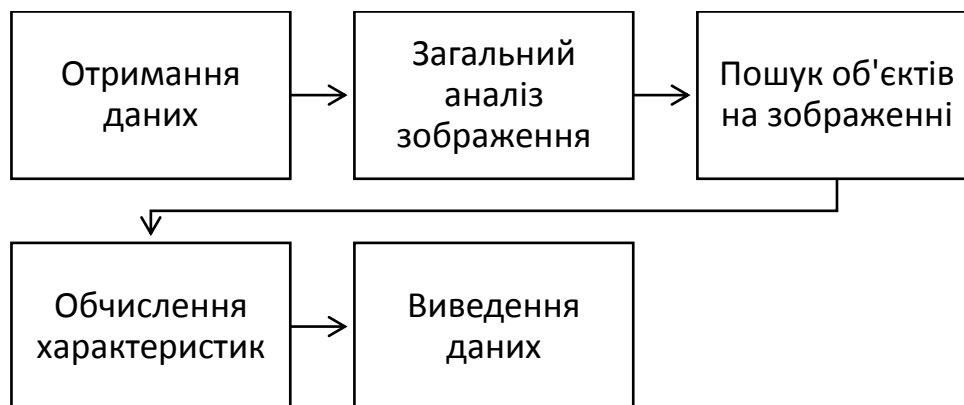 Отримання
даних
Загальний
аналіз
зображення
Пошук об'єктів
на зображенні
Обчислення
характеристик
Виведення
даних